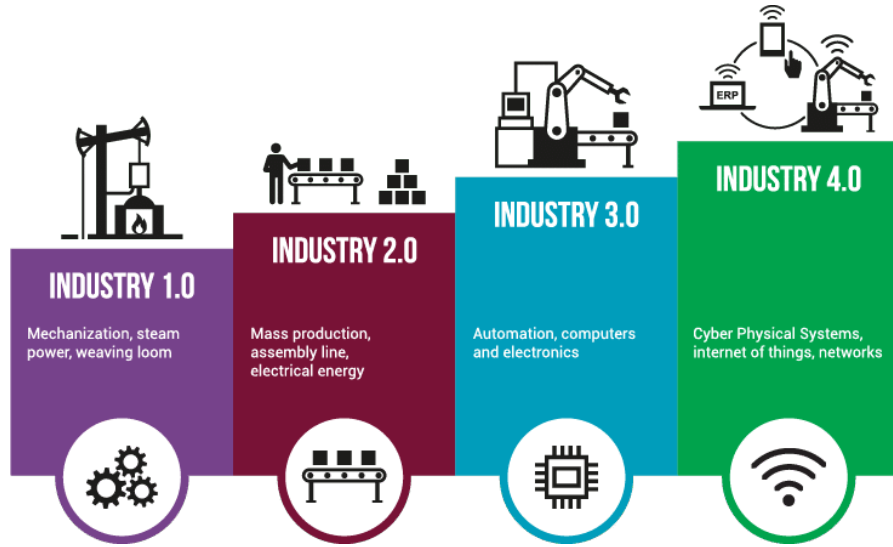 ERP
INDUSTRY 1.0
Mechanization, steam
power, weaving loom
INDUSTRY 2.0
Mass production,
assembly line,
electrical energy
INDUSTRY 3.0
Automation, computers
and electronics
INDUSTRY 4.0
Cyber Physical Systems,
internet of things, networks